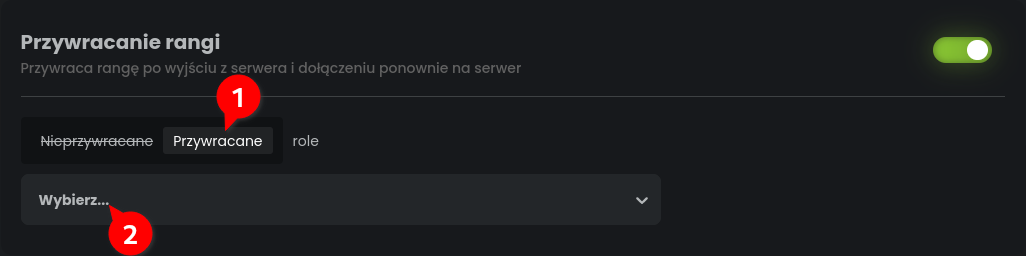 Przywracanie rangi
Przywraca rangę po wyjściu z serwera i dołączeniu ponownie na serwer
1
Nieprzywracane Przywracane role
Wybierz...
2